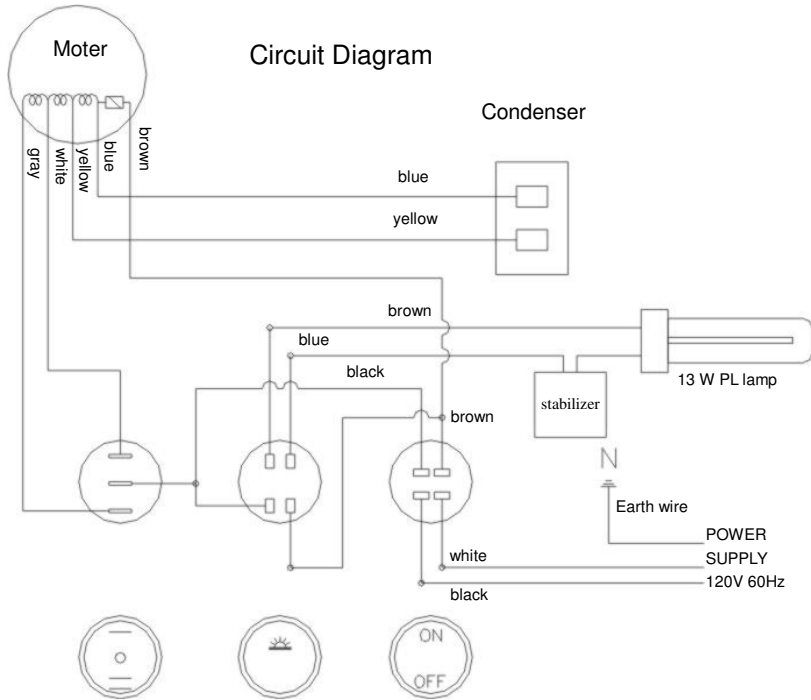 Moter
Circuit Diagram
Condenser
gray
white
yellow
blue
brown
blue
yellow
brown
blue
black
13 W PL lamp
stabilizer
brown
N
Earth wire
POWER
white
SUPPLY
black
120V 60Hz
ON
OFF